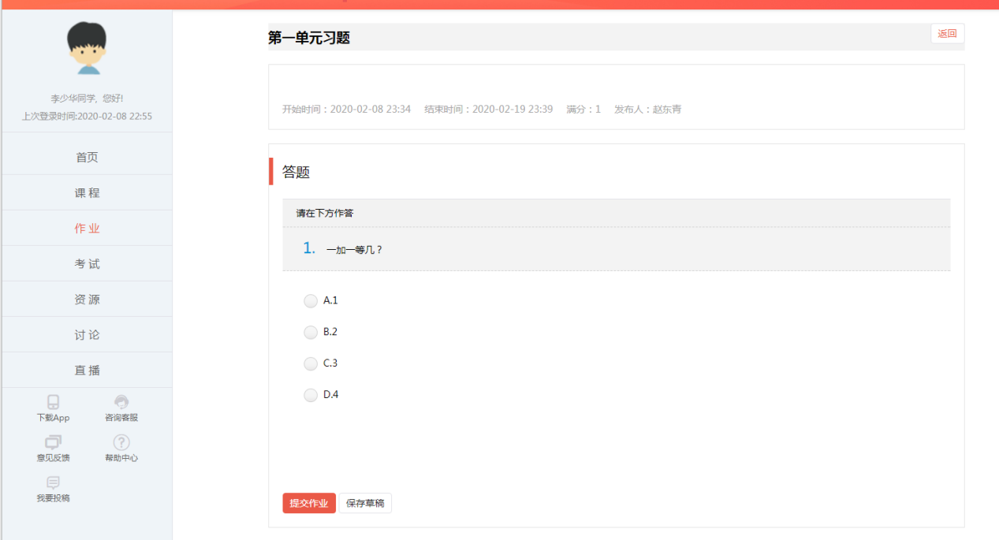 李少华同学，您好!
上次登录时间:2020-02-08 22:55
首页
课 程
作 业
考 试
资 源
讨 论
直 播
下载App 咨询客服
意见反馈 帮助中心
我要投稿
第一单元习题 返回
开始时间：2020-02-08 23:34 结束时间：2020-02-19 23:39 满分：1 发布人：赵东青
答题
请在下方作答
1. 一加一等几？
A.1
B.2
C.3
D.4
提交作业 保存草稿